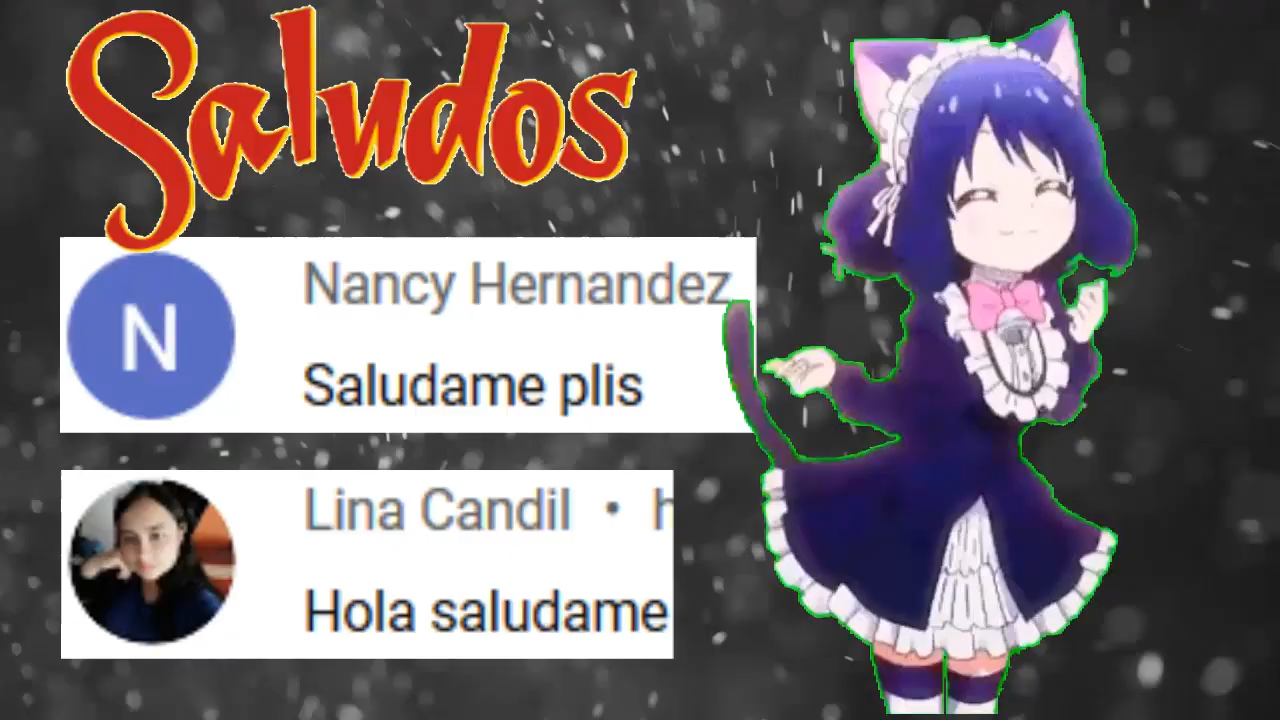 Saludos
N
Nancy Hernandez
Saludame plis
Lina Candil • h
Hola saludame